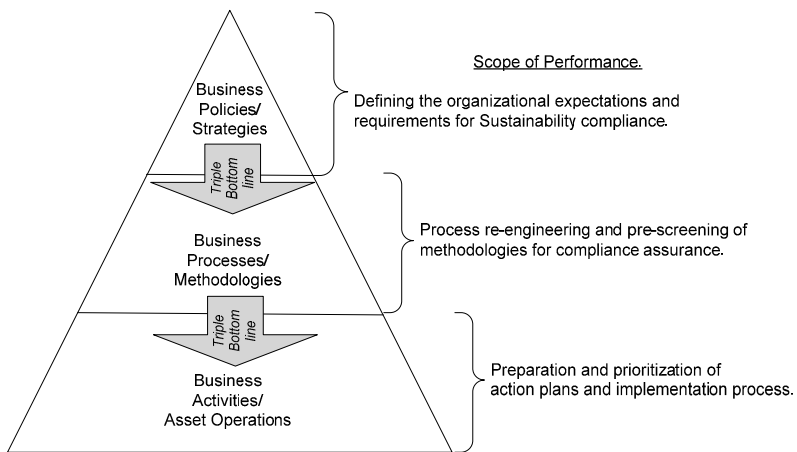 Scope of Performance.
Business
Policies/
Strategies
Defining the organizational expectations and
requirements for Sustainability compliance.
Triple
Bottom
line
Business
Processes/
Methodologies
Process re-engineering and pre-screening of
methodologies for compliance assurance.
Triple
Bottom
line
Business
Activities/
Asset Operations
Preparation and prioritization of
action plans and implementation process.